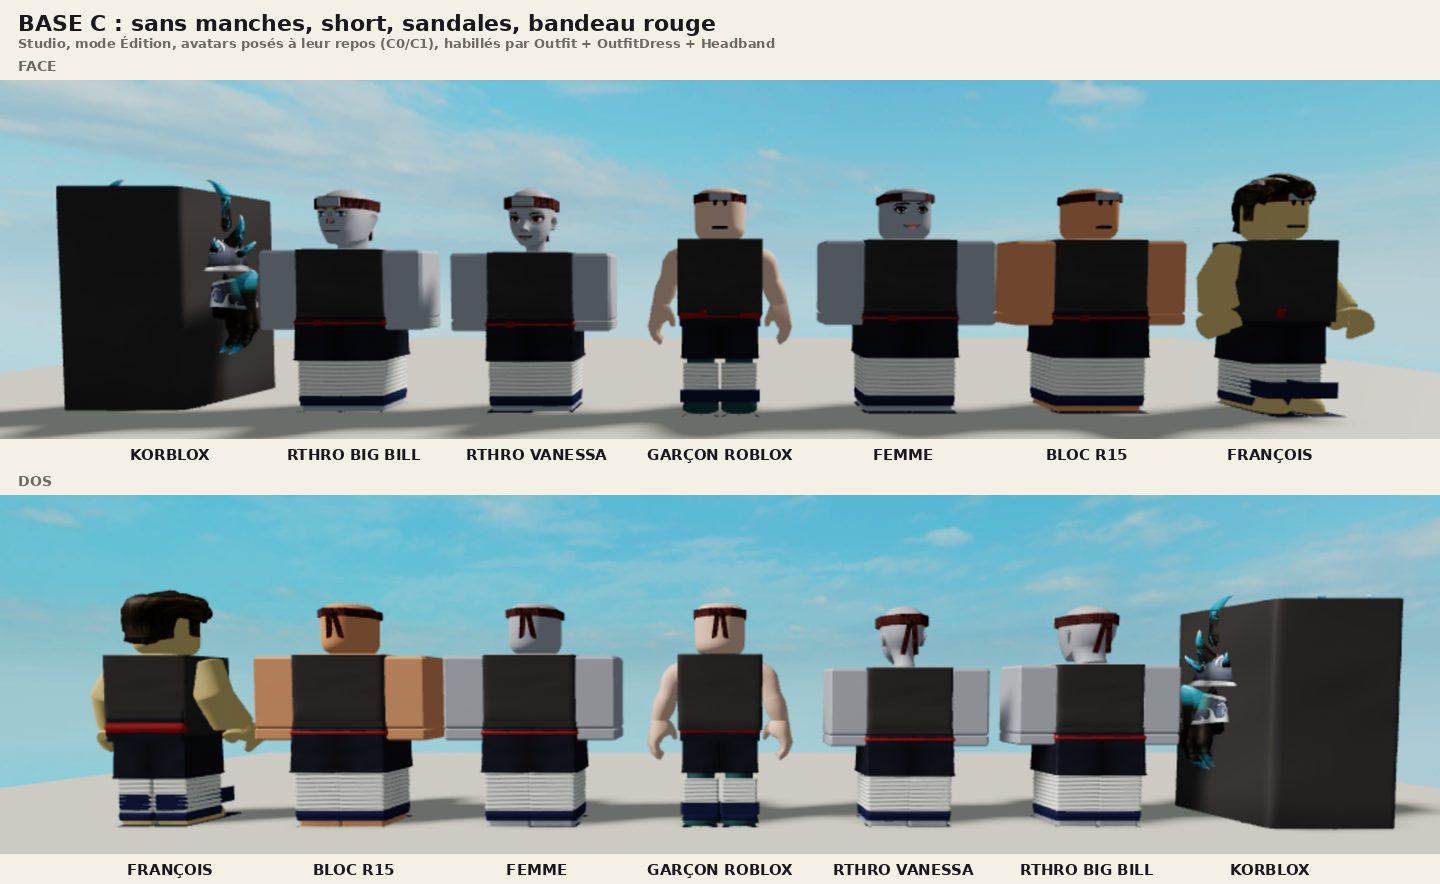 BASE C : sans manches, short, sandales, bandeau rouge
Studio, mode Édition, avatars posés à leur repos (C0/C1), habillés par Outfit + OutfitDress + Headband
FACE
KORBLOX RTHRO BIG BILL RTHRO VANESSA GARÇON ROBLOX FEMME BLOC R15 FRANÇOIS
DOS
FRANÇOIS BLOC R15 FEMME GARÇON ROBLOX RTHRO VANESSA RTHRO BIG BILL KORBLOX